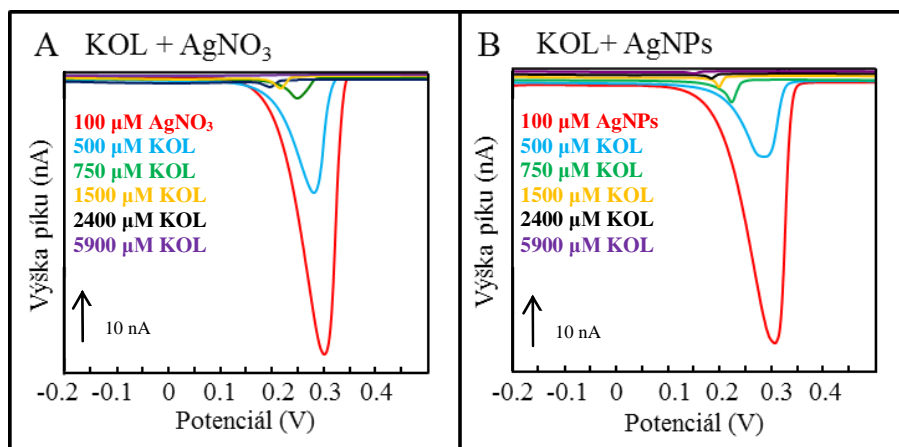 A KOL + AgNO₃
Výška píku (nA)
100 µM AgNO₃
500 µM KOL
750 µM KOL
1500 µM KOL
2400 µM KOL
5900 µM KOL
10 nA
-0.2 0.1 0 0.1 0.2 0.3 0.4
Potenciál (V)
B KOL+ AgNPs
Výška píku (nA)
100 µM AgNPs
500 µM KOL
750 µM KOL
1500 µM KOL
2400 µM KOL
5900 µM KOL
10 nA
-0.2 0.1 0 0.1 0.2 0.3 0.4
Potenciál (V)